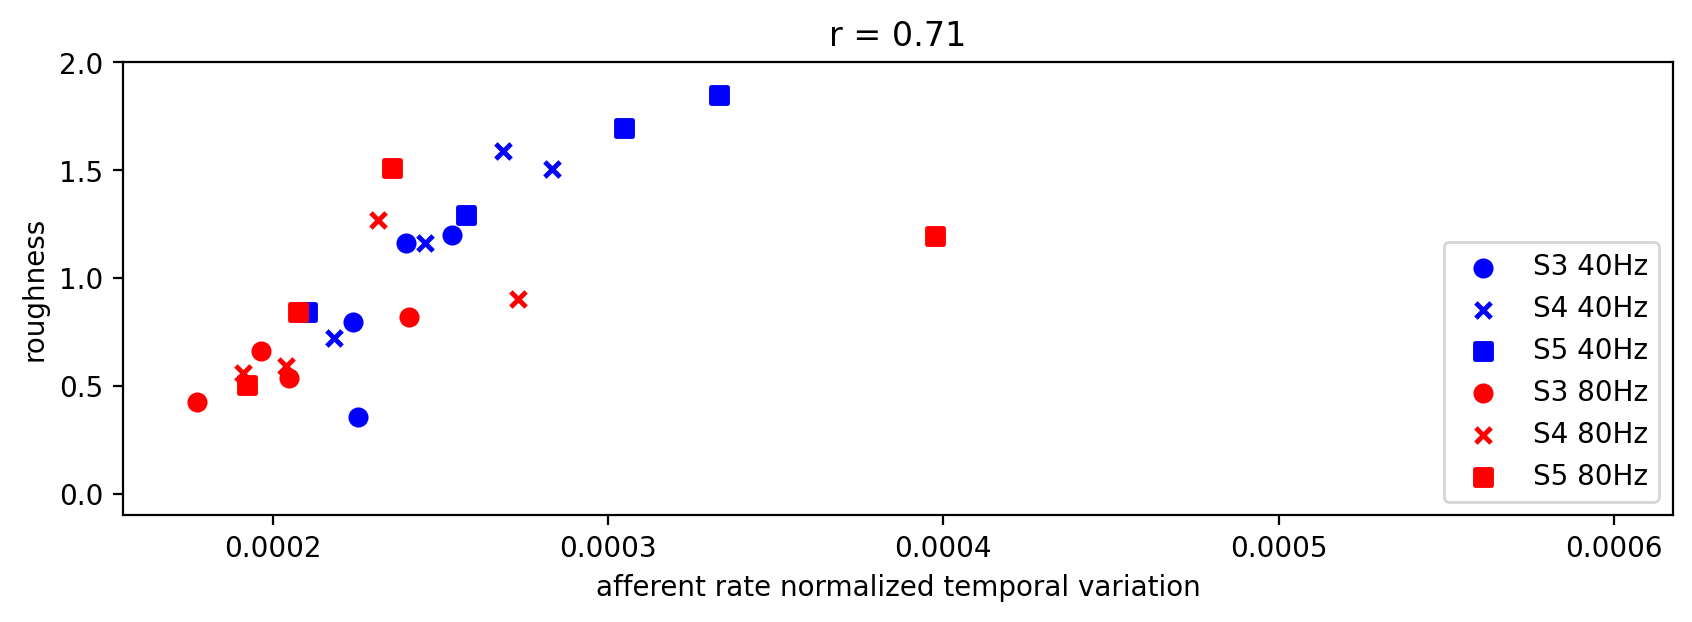 r = 0.71
2.0
1.5
1.0
0.5
0.0
roughness
0.0002 0.0003 0.0004 0.0005 0.0006
afferent rate normalized temporal variation
S3 40Hz
S4 40Hz
S5 40Hz
S3 80Hz
S4 80Hz
S5 80Hz